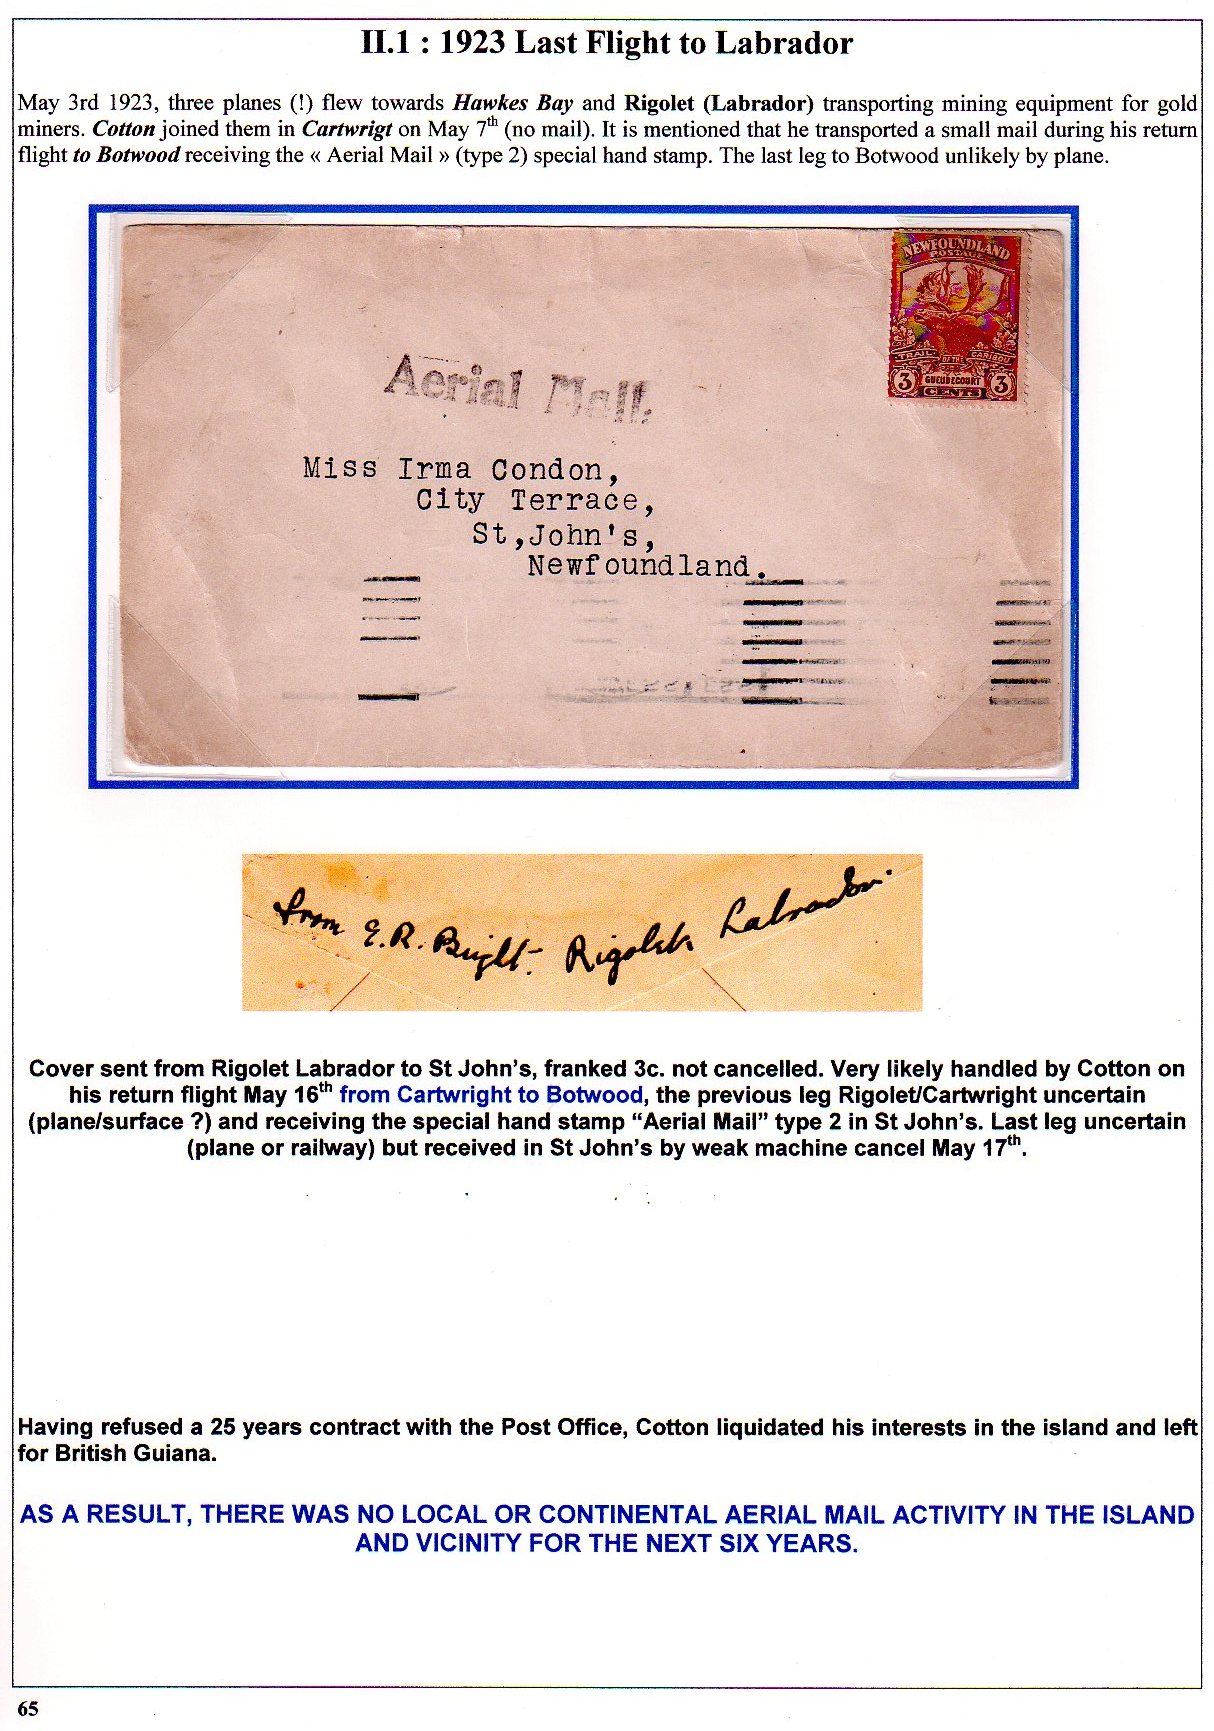 II.1 : 1923 Last Flight to Labrador
May 3rd 1923, three planes (!) flew towards Hawkes Bay and Rigolet (Labrador) transporting mining equipment for gold
miners. Cotton joined them in Cartwrigt on May 7th (no mail). It is mentioned that he transported a small mail during his return
flight to Botwood receiving the « Aerial Mail » (type 2) special hand stamp. The last leg to Botwood unlikely by plane.
NEWFOUNDLAND
POSTAGE
TRAIL OF THE CARIBOU
3 GUEUDECOURT 3
CENTS
Aerial Mail.
Miss Irma Condon,
City Terrace,
St,John's,
Newfoundland.
from E.R. Bright. Rigolet Labrador.
Cover sent from Rigolet Labrador to St John's, franked 3c. not cancelled. Very likely handled by Cotton on
his return flight May 16th from Cartwright to Botwood, the previous leg Rigolet/Cartwright uncertain
(plane/surface ?) and receiving the special hand stamp “Aerial Mail” type 2 in St John's. Last leg uncertain
(plane or railway) but received in St John's by weak machine cancel May 17th.
Having refused a 25 years contract with the Post Office, Cotton liquidated his interests in the island and left
for British Guiana.
AS A RESULT, THERE WAS NO LOCAL OR CONTINENTAL AERIAL MAIL ACTIVITY IN THE ISLAND
AND VICINITY FOR THE NEXT SIX YEARS.
65